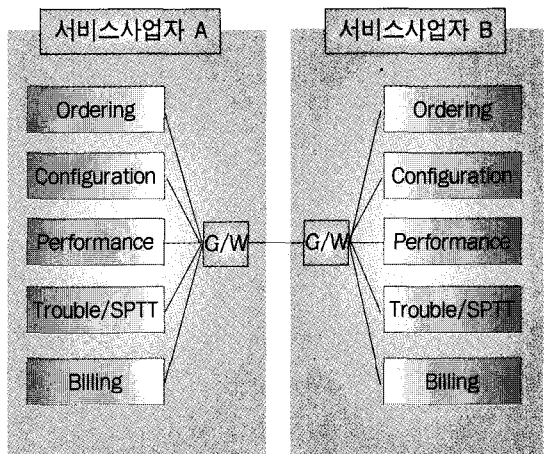 서비스사업자 A
Ordering
Configuration
Performance
Trouble/SPTT
Billing
G/W
서비스사업자 B
G/W
Ordering
Configuration
Performance
Trouble/SPTT
Billing